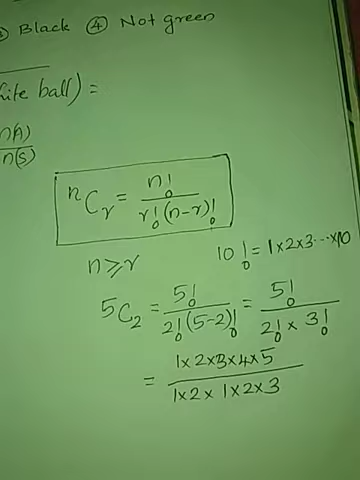 Black ④ Not green
ite ball) =
n(A)
n(S)
nCr = n! / r!(n-r)!
n ≥ r
10! = 1×2×3...×10
5C2 = 5! / 2!(5-2)! = 5! / 2! × 3!
= 1×2×3×4×5 / 1×2×1×2×3